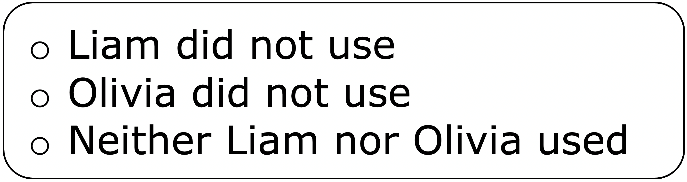 Liam did not use
Olivia did not use
Neither Liam nor Olivia used